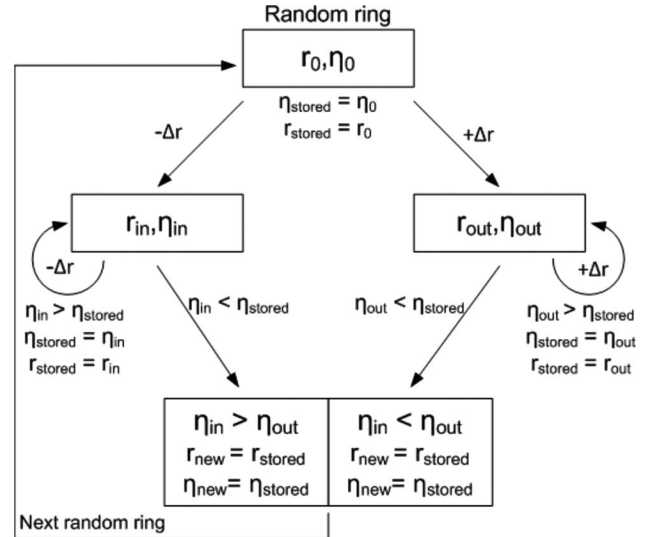 Random ring
r0,η0
ηstored = η0
rstored = r0
-Δr
+Δr
rin,ηin
rout,ηout
-Δr
+Δr
ηin > ηstored
ηstored = ηin
rstored = rin
ηin < ηstored
ηout < ηstored
ηout > ηstored
ηstored = ηout
rstored = rout
ηin > ηout
rnew = rstored
ηnew= ηstored
ηin < ηout
rnew = rstored
ηnew= ηstored
Next random ring